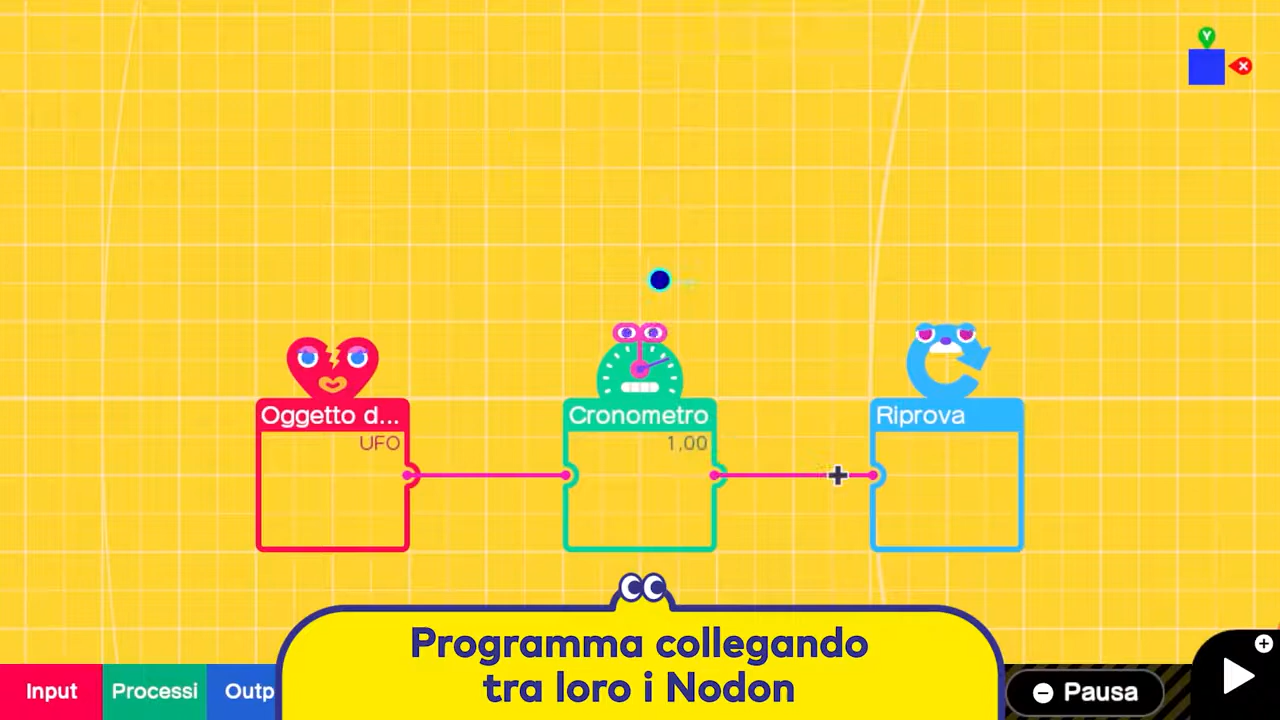 Y
X
Oggetto d...
UFO
Cronometro
1,00
Riprova
Programma collegando
tra loro i Nodon
Input
Processi
Outp
Pausa